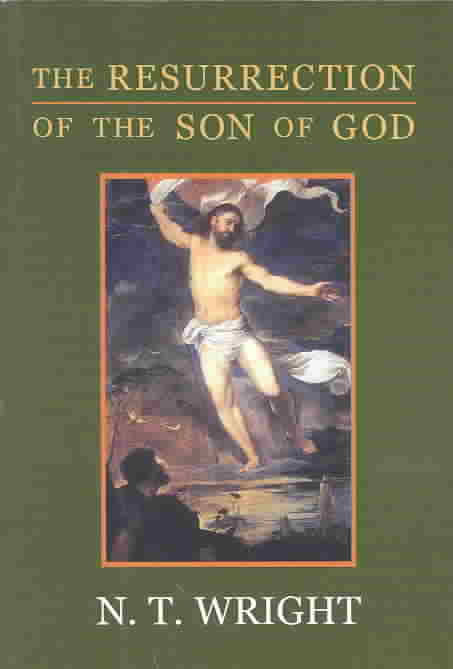 THE RESURRECTION
OF THE SON OF GOD
N. T. WRIGHT